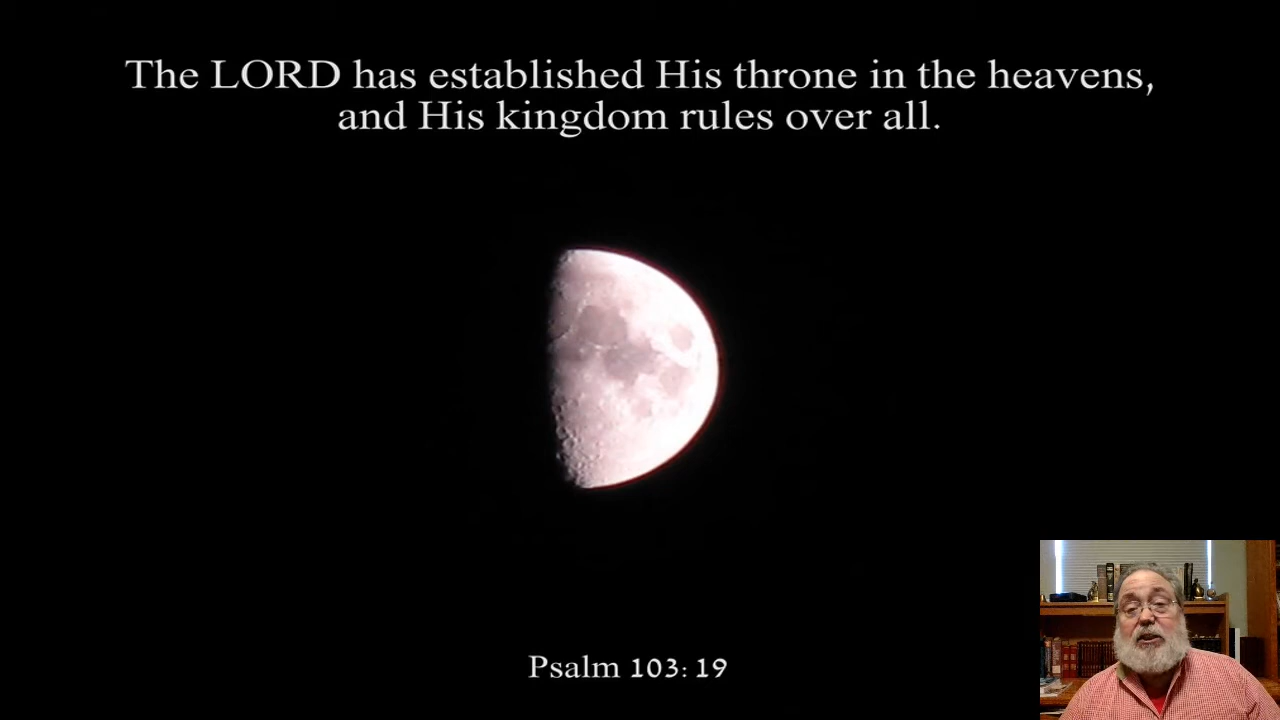 The LORD has established His throne in the heavens,
and His kingdom rules over all.
Psalm 103: 19